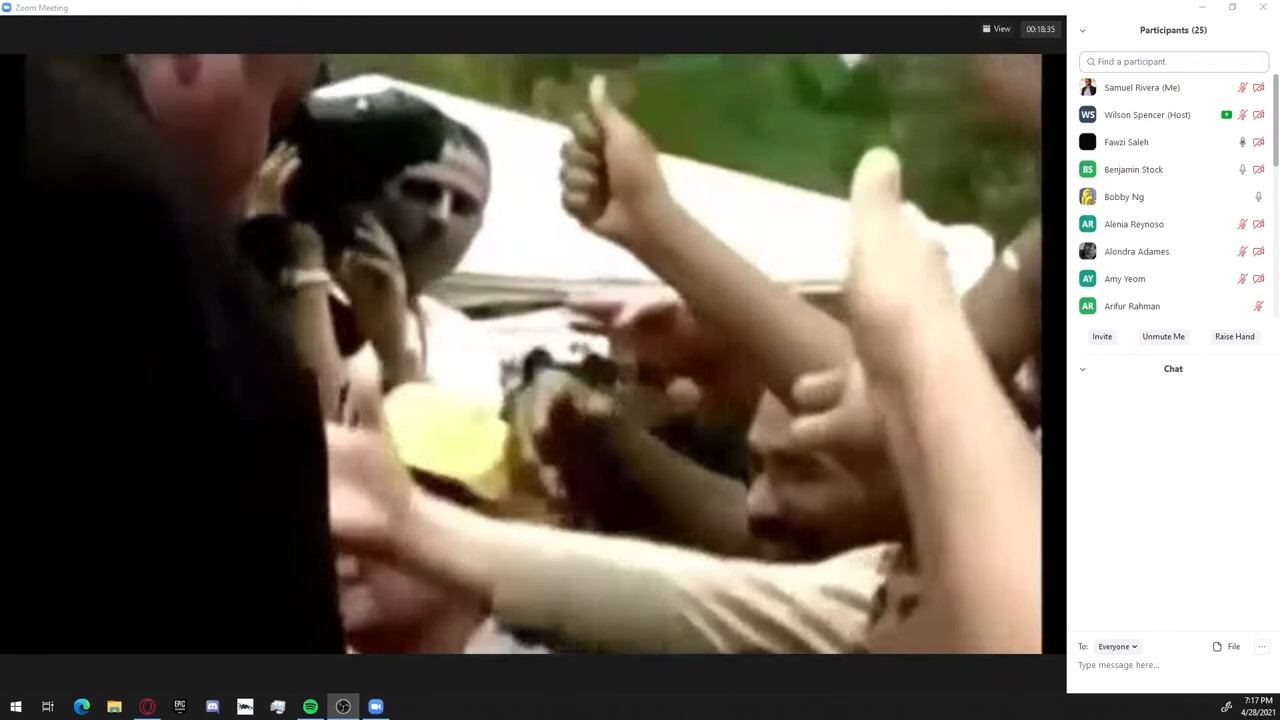 Zoom Meeting
View
00:18:35
Participants (25)
Find a participant
Samuel Rivera (Me)
WS Wilson Spencer (Host)
Fawzi Saleh
BS Benjamin Stock
Bobby Ng
AR Alenia Reynoso
Alondra Adames
AY Amy Yeom
AR Arifur Rahman
Invite
Unmute Me
Raise Hand
Chat
To: Everyone
File
Type message here...
EPIC
7:17 PM
4/28/2021